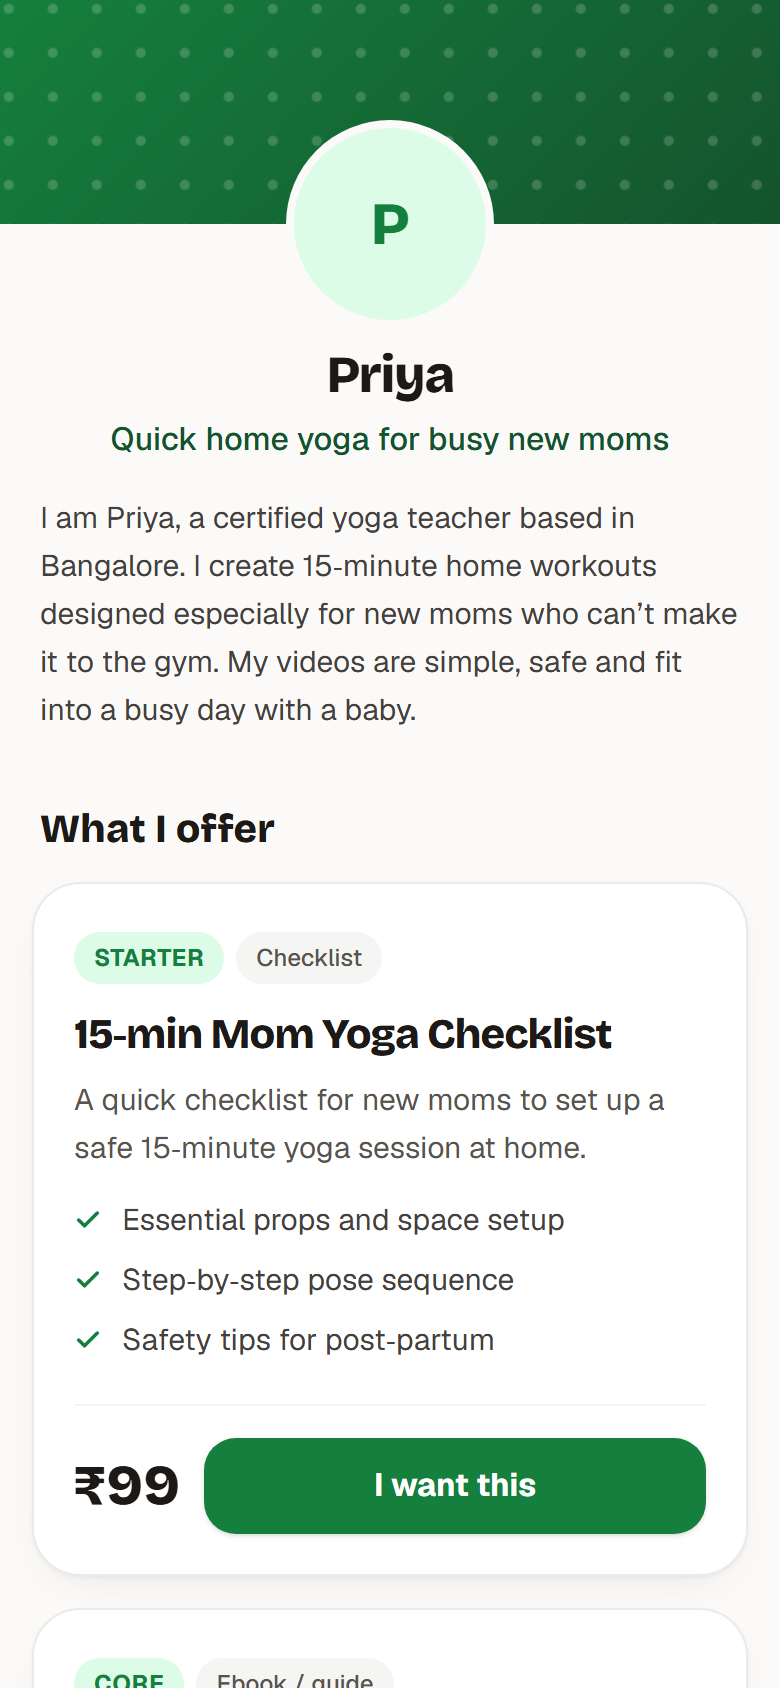 P
Priya
Quick home yoga for busy new moms
I am Priya, a certified yoga teacher based in
Bangalore. I create 15-minute home workouts
designed especially for new moms who can’t make
it to the gym. My videos are simple, safe and fit
into a busy day with a baby.
What I offer
STARTER Checklist
15-min Mom Yoga Checklist
A quick checklist for new moms to set up a
safe 15-minute yoga session at home.
Essential props and space setup
Step-by-step pose sequence
Safety tips for post-partum
₹99 I want this
CORE Ebook / guide